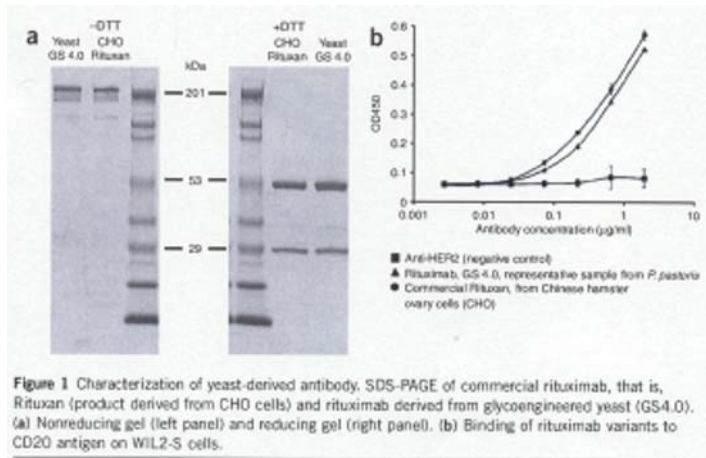 a
–DTT
Yeast CHO
GS 4.0 Rituxan
kDa
201
53
29
+DTT
CHO Yeast
Rituxan GS 4.0
b
0.6
0.5
0.4
0.3
0.2
0.1
0
OD450
0.001 0.01 0.1 1 10
Antibody concentration (µg/ml)
■ Anti-HER2 (negative control)
▲ Rituximab, GS 4.0, representative sample from P. pastoris
● Commercial Rituxan, from Chinese hamster
ovary cells (CHO)
Figure 1 Characterization of yeast-derived antibody. SDS-PAGE of commercial rituximab, that is,
Rituxan (product derived from CHO cells) and rituximab derived from glycoengineered yeast (GS4.0).
(a) Nonreducing gel (left panel) and reducing gel (right panel). (b) Binding of rituximab variants to
CD20 antigen on WIL2-S cells.